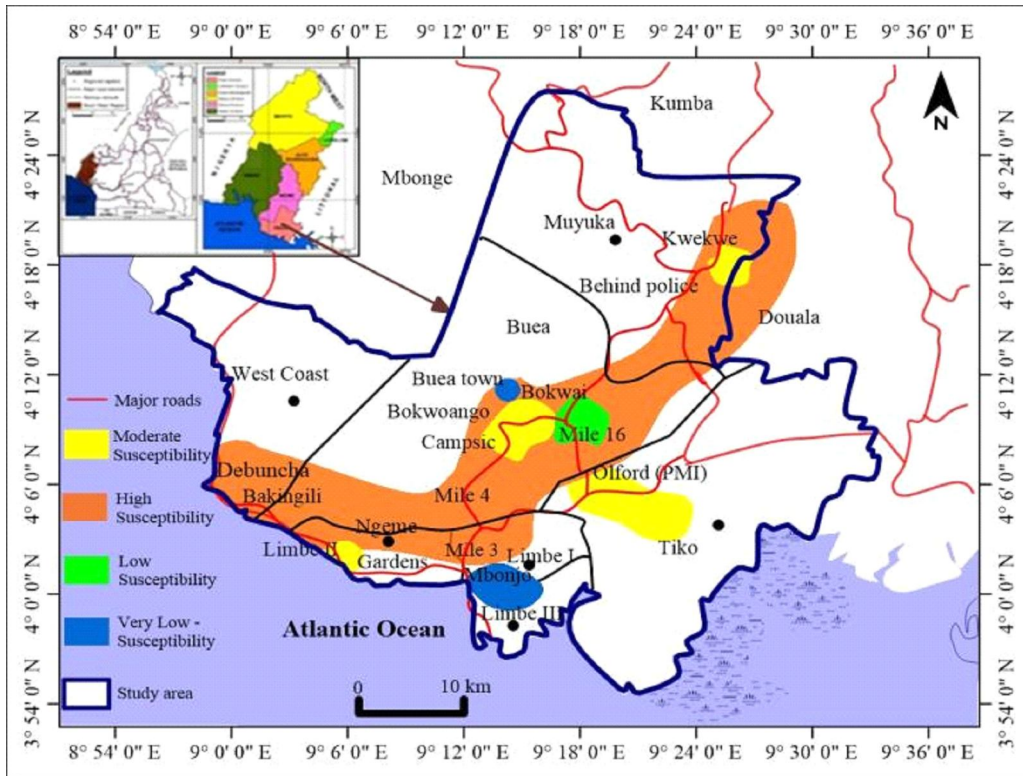 8° 54' 0" E 9° 0' 0" E 9° 6' 0" E 9° 12' 0" E 9° 18' 0" E 9° 24' 0" E 9° 30' 0" E 9° 36' 0" E
4° 24' 0" N
4° 18' 0" N
4° 12' 0" N
4° 6' 0" N
4° 0' 0" N
3° 54' 0" N
Legend
Legend
NIGERIA
LITTORAL
Kumba
N
Mbonge
Muyuka
Kwekwe
Behind police
Buea
Douala
West Coast
Buea town
Bokwai
Bokwoango
Campsic
Mile 16
Debuncha
Bakingili
Mile 4
Olford (PMI)
Ngeme
Limbe II
Gardens
Mile 3
Limbe I
Tiko
Mbonjo
Limbe III
Atlantic Ocean
0 10 km
Major roads
Moderate
Susceptibility
High
Susceptibility
Low
Susceptibility
Very Low -
Susceptibility
Study area
4° 24' 0" N
4° 18' 0" N
4° 12' 0" N
4° 6' 0" N
4° 0' 0" N
3° 54' 0" N
8° 54' 0" E 9° 0' 0" E 9° 6' 0" E 9° 12' 0" E 9° 18' 0" E 9° 24' 0" E 9° 30' 0" E 9° 36' 0" E